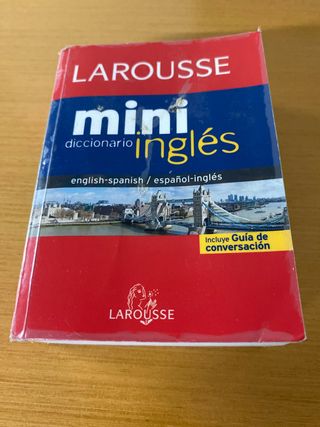 LAROUSSE
mini
diccionario inglés
english-spanish / español-inglés
Incluye Guía de
conversación
LAROUSSE